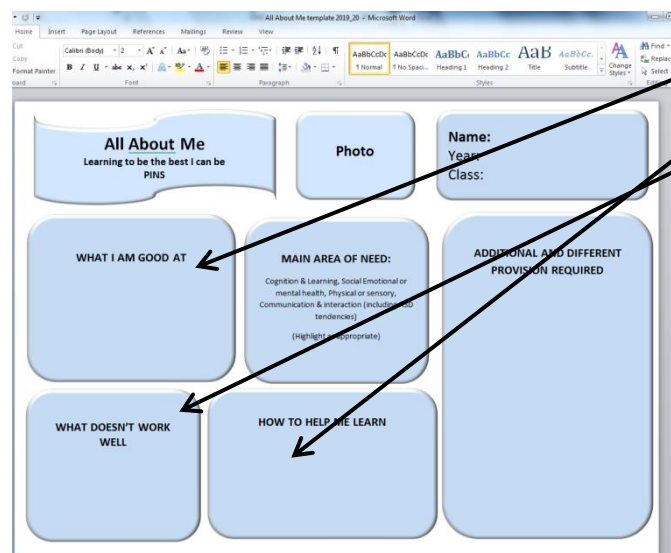 All About Me template 2019_20 - Microsoft Word
Home Insert Page Layout References Mailings Review View
Cut
Copy
Format Painter
Calibri (Body) 2
Font
Paragraph
AaBbCcDc AaBbCcDc AaBbC AaBbCc AaB AaBbCc.
¶ Normal ¶ No Spaci... Heading 1 Heading 2 Title Subtitle
Change
Styles
Styles
Find
Replac
Select
All About Me
Learning to be the best I can be
PINS
Photo
Name:
Year:
Class:
WHAT I AM GOOD AT
MAIN AREA OF NEED:
Cognition & Learning, Social Emotional or
mental health, Physical or sensory,
Communication & interaction (including
tendencies)
(Highlight as appropriate)
ADDITIONAL AND DIFFERENT
PROVISION REQUIRED
WHAT DOESN'T WORK
WELL
HOW TO HELP ME LEARN